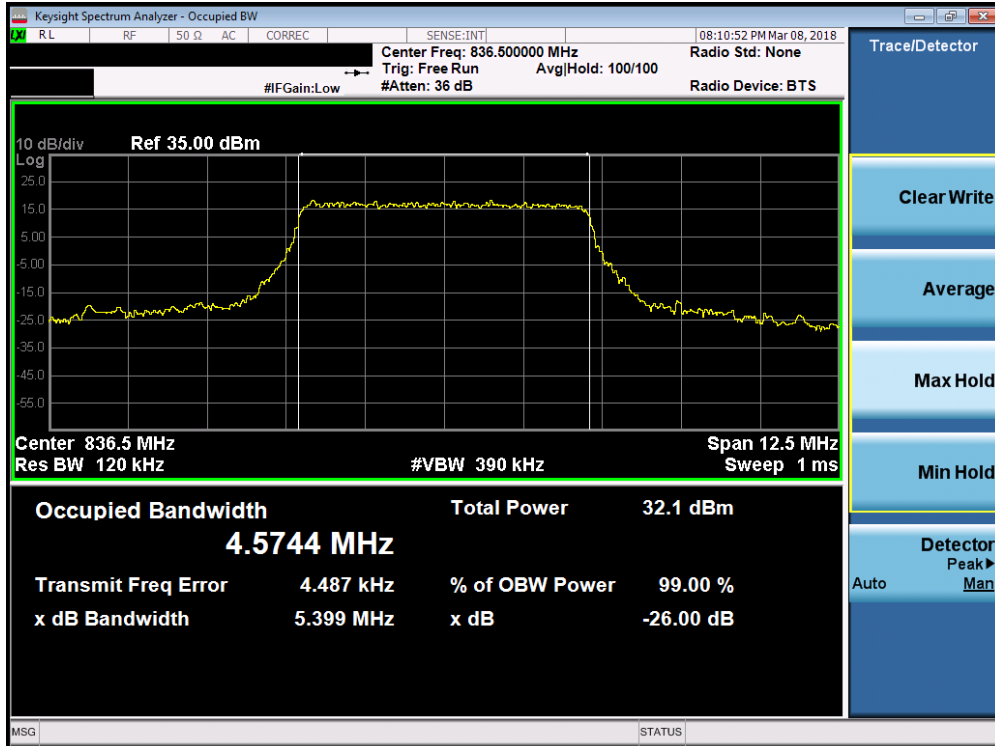 Keysight Spectrum Analyzer - Occupied BW
LXI RL RF 50 Ω AC CORREC SENSE:INT 08:10:52 PM Mar 08, 2018
Center Freq: 836.500000 MHz Radio Std: None
Trig: Free Run Avg|Hold: 100/100
#IFGain:Low #Atten: 36 dB Radio Device: BTS
10 dB/div Ref 35.00 dBm
Log
25.0
15.0
5.00
-5.00
-15.0
-25.0
-35.0
-45.0
-55.0
Center 836.5 MHz Span 12.5 MHz
Res BW 120 kHz #VBW 390 kHz Sweep 1 ms
Occupied Bandwidth Total Power 32.1 dBm
4.5744 MHz
Transmit Freq Error 4.487 kHz % of OBW Power 99.00 %
x dB Bandwidth 5.399 MHz x dB -26.00 dB
MSG STATUS
Trace/Detector
Clear Write
Average
Max Hold
Min Hold
Detector
Peak▶
Auto Man